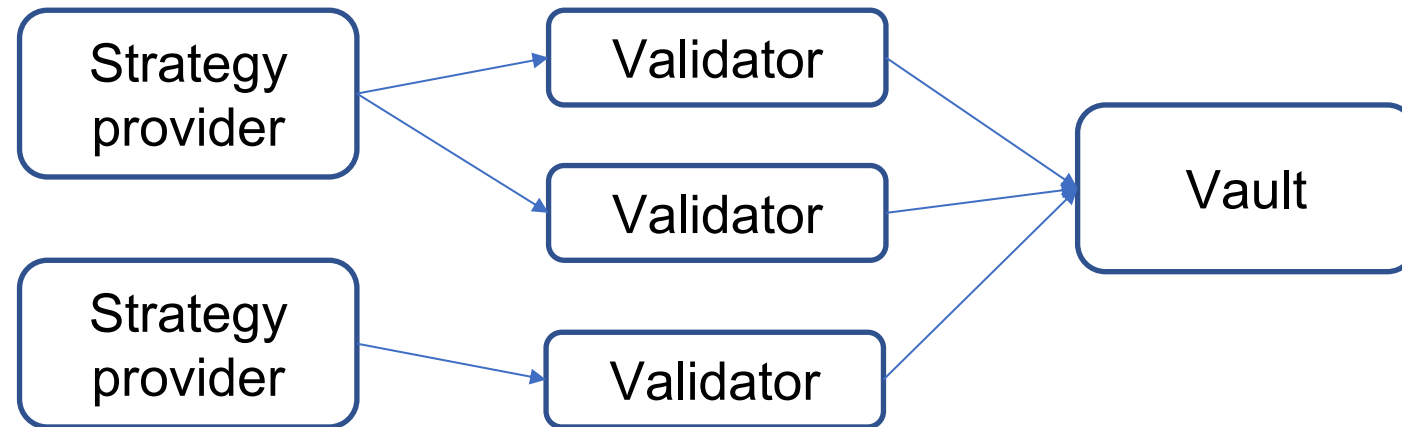 Strategy
provider
Validator
Validator
Vault
Strategy
provider
Validator